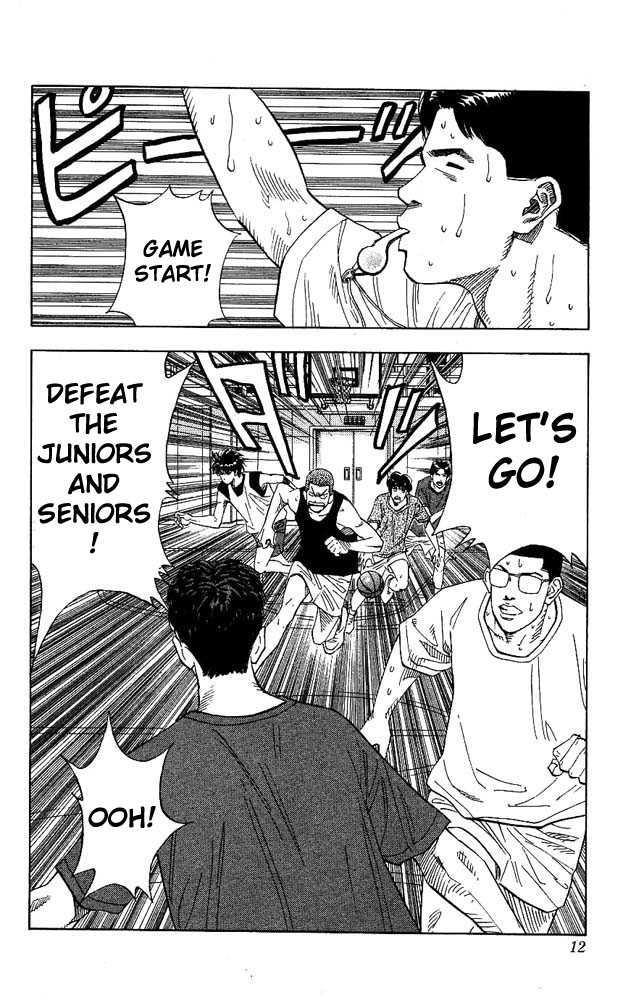 ピーーッ
GAME
START!
LET'S
GO!
DEFEAT
THE
JUNIORS
AND
SENIORS
!
OOH!
12